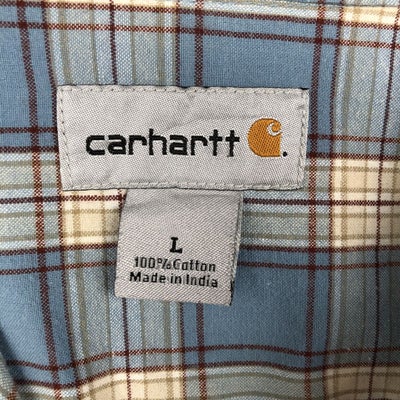 carhartt
L
100% Cotton
Made in India